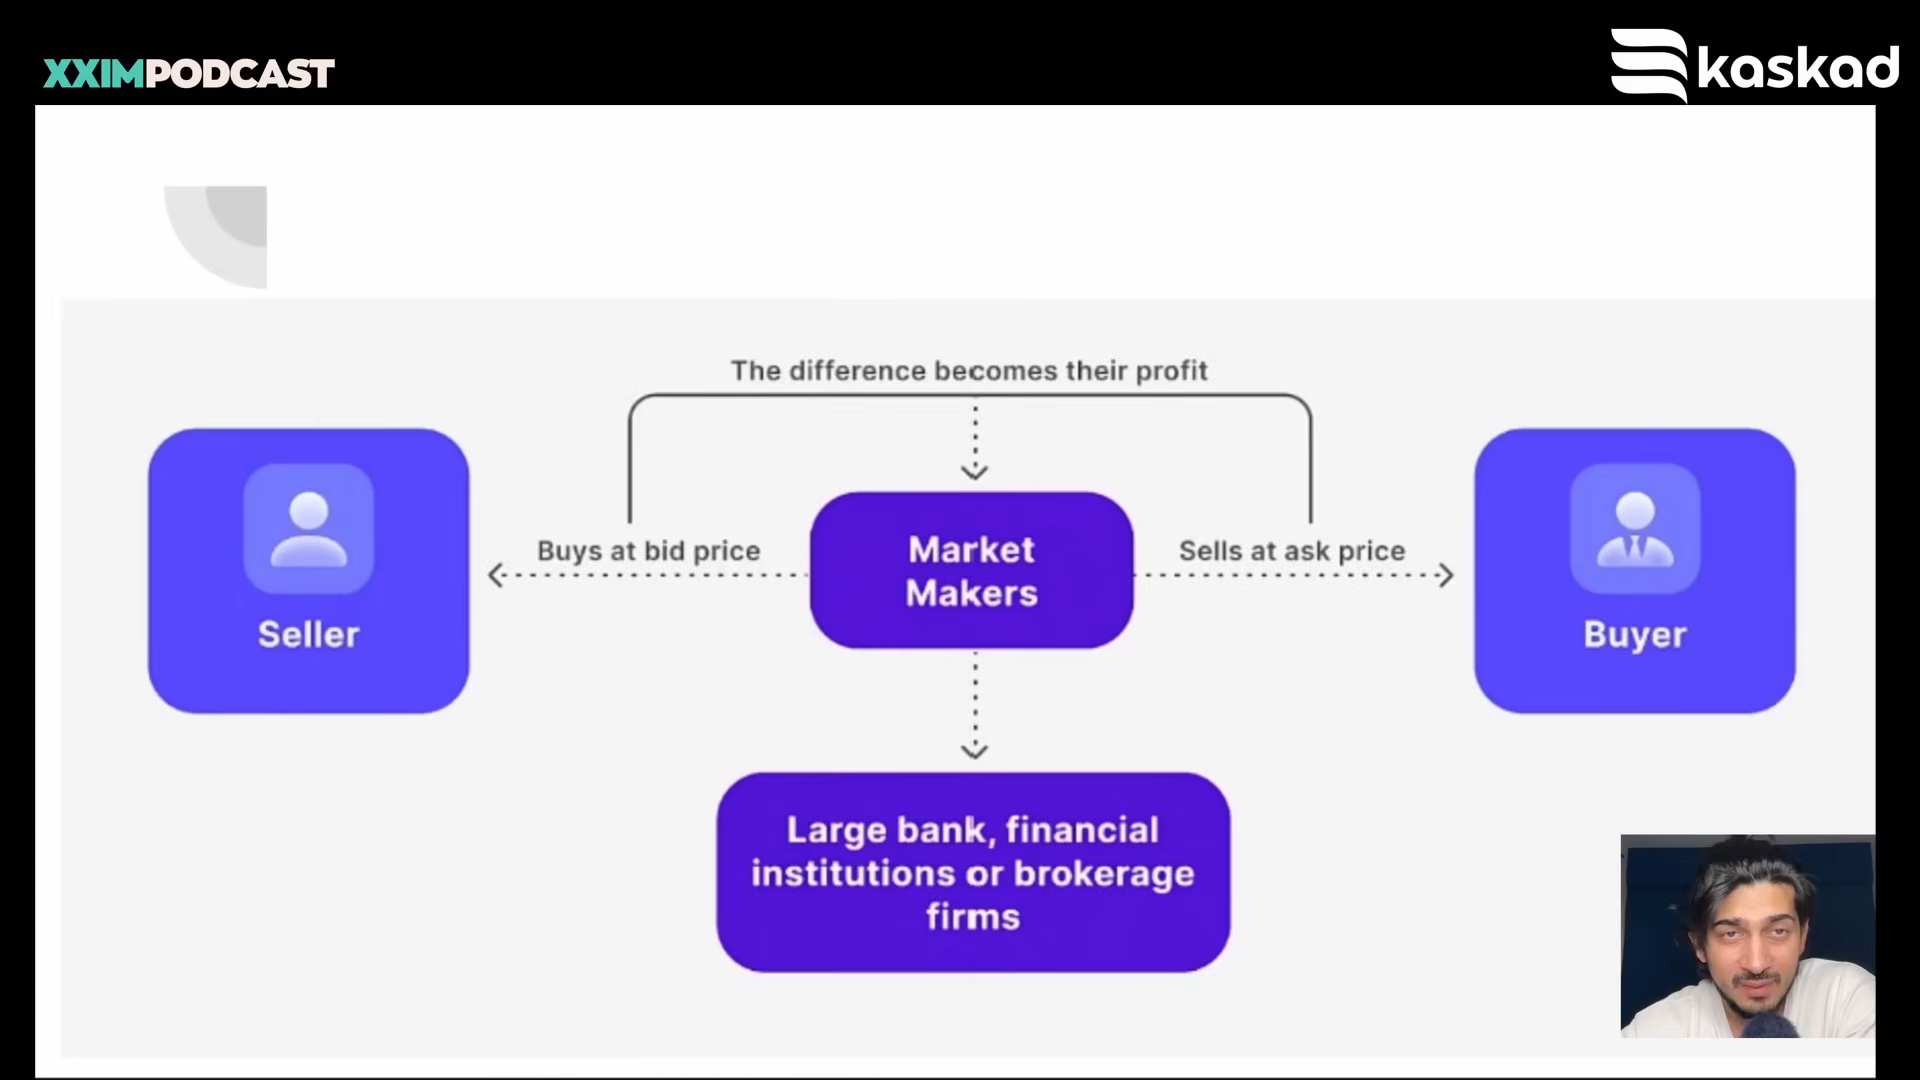 XXIMPODCAST
kaskad
The difference becomes their profit
Buys at bid price
Market
Makers
Sells at ask price
Seller
Buyer
Large bank, financial
institutions or brokerage
firms